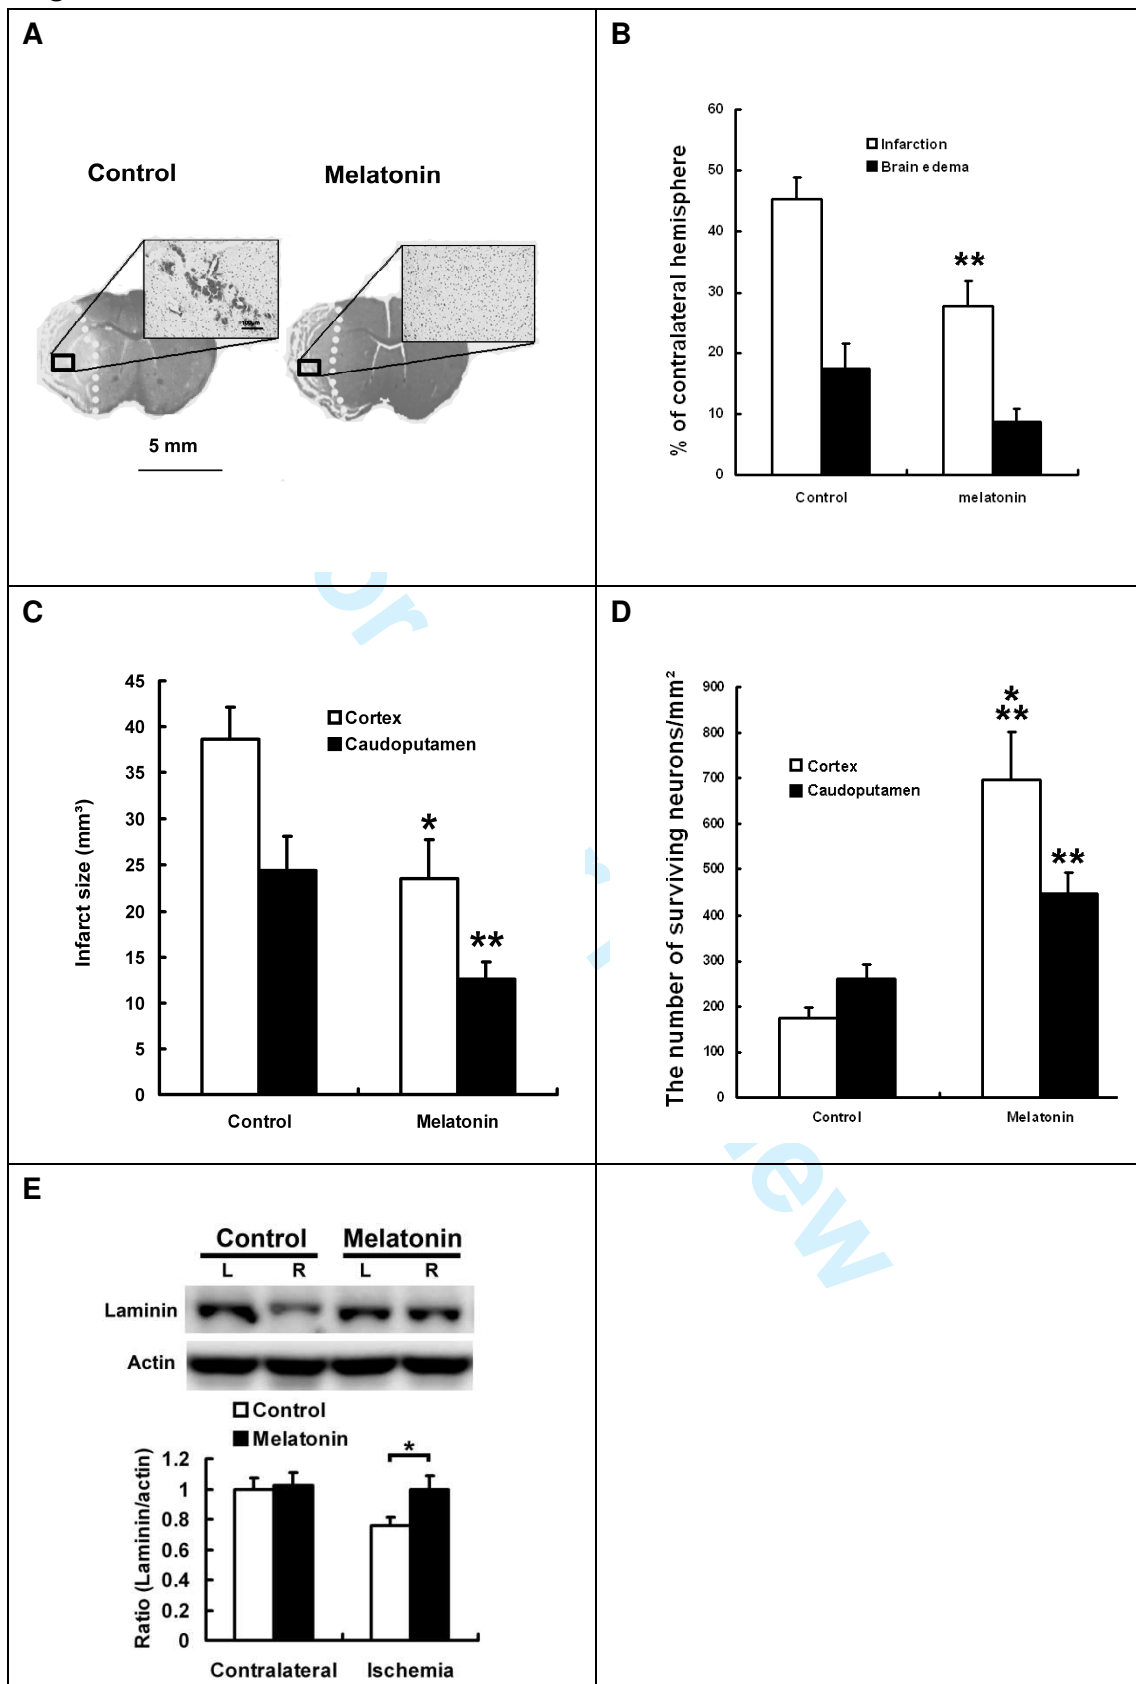 A
Control
Melatonin
100μm
5 mm
B
% of contralateral hemisphere
60
50
40
30
20
10
0
Infarction
Brain edema
**
Control
melatonin
C
Infarct size (mm³)
45
40
35
30
25
20
15
10
5
0
Cortex
Caudoputamen
*
**
Control
Melatonin
D
The number of surviving neurons/mm²
900
800
700
600
500
400
300
200
100
0
Cortex
Caudoputamen
*
**
**
Control
Melatonin
E
Control Melatonin
L R L R
Laminin
Actin
Control
Melatonin
Ratio (Laminin/actin)
1.2
1
0.8
0.6
0.4
0.2
0
*
Contralateral Ischemia